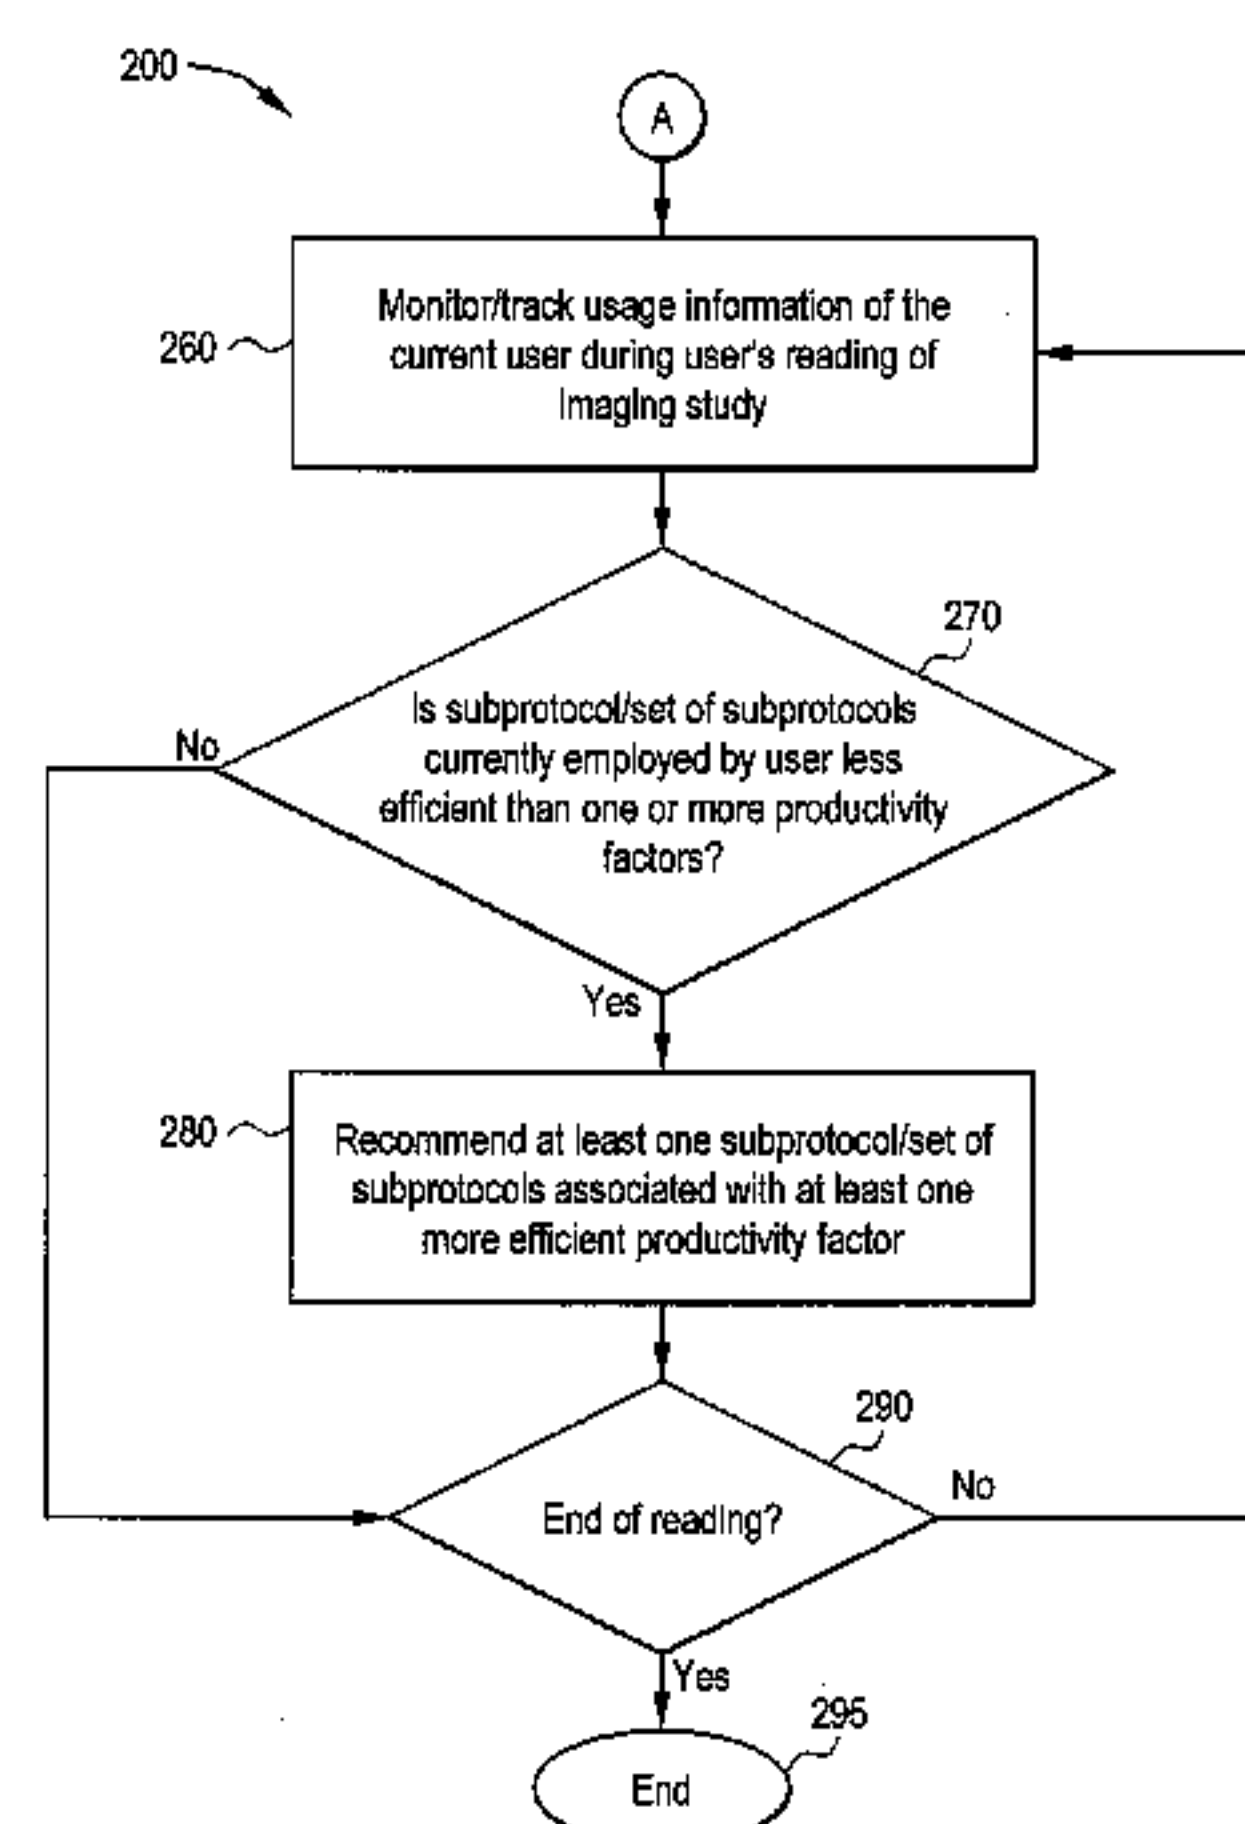 200
A
Monitor/track usage information of the
260
current user during user's reading of
imaging study
270
Is subprotocol/set of subprotocols
No
currently employed by user less
efficient than one or more productivity
factors?
Yes
280
Recommend at least one subprotocol/set of
subprotocols associated with at least one
more efficient productivity factor
290
No
End of reading?
Yes
295
End